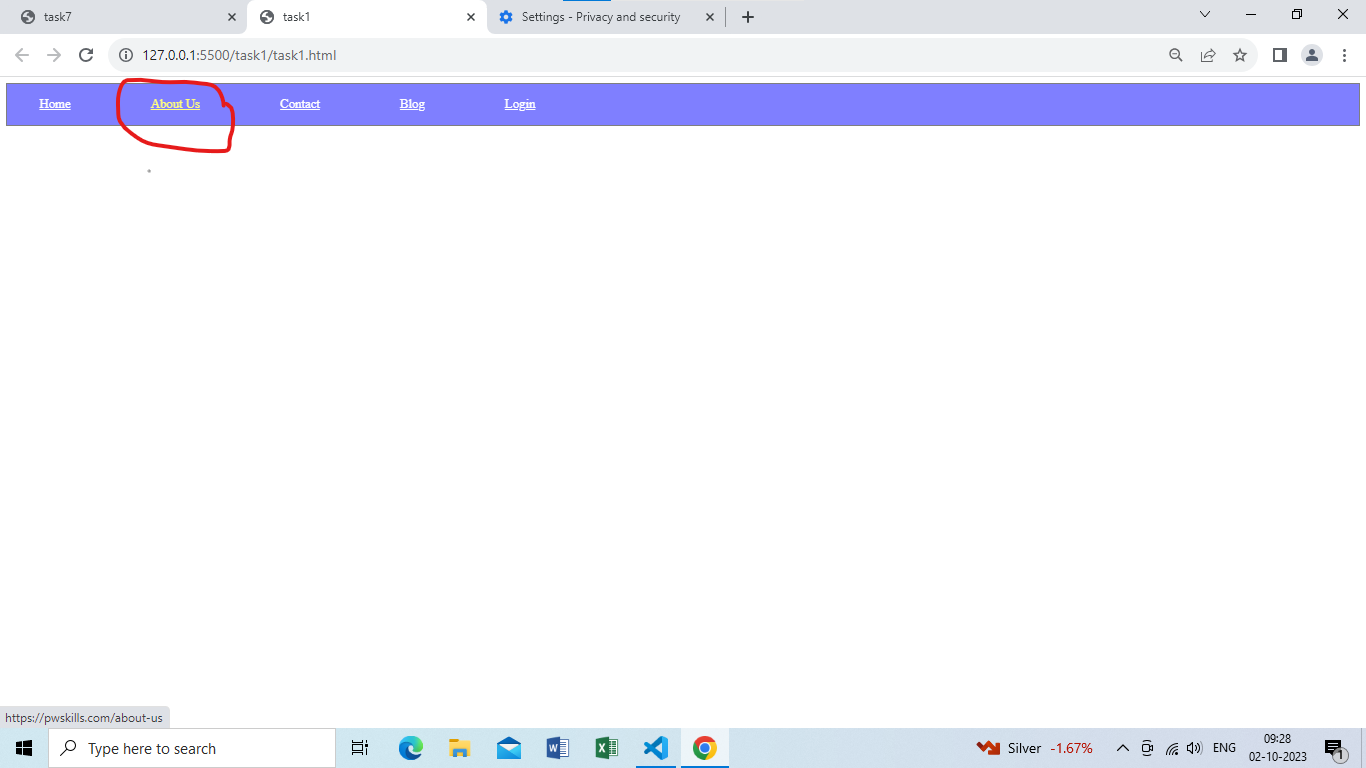 task7
task1
Settings - Privacy and security
127.0.0.1:5500/task1/task1.html
Home About Us Contact Blog Login
https://pwskills.com/about-us
Type here to search
Silver -1.67%
ENG
09:28
02-10-2023
1